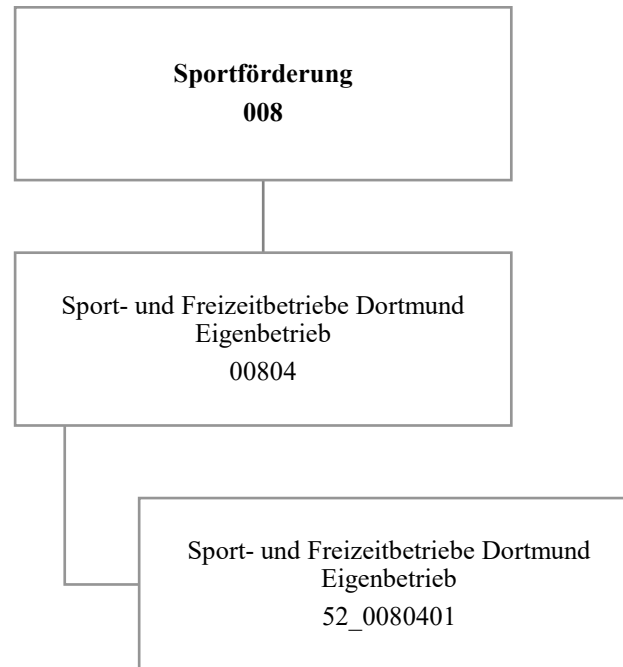 Sportförderung
008
Sport- und Freizeitbetriebe Dortmund
Eigenbetrieb
00804
Sport- und Freizeitbetriebe Dortmund
Eigenbetrieb
52_0080401